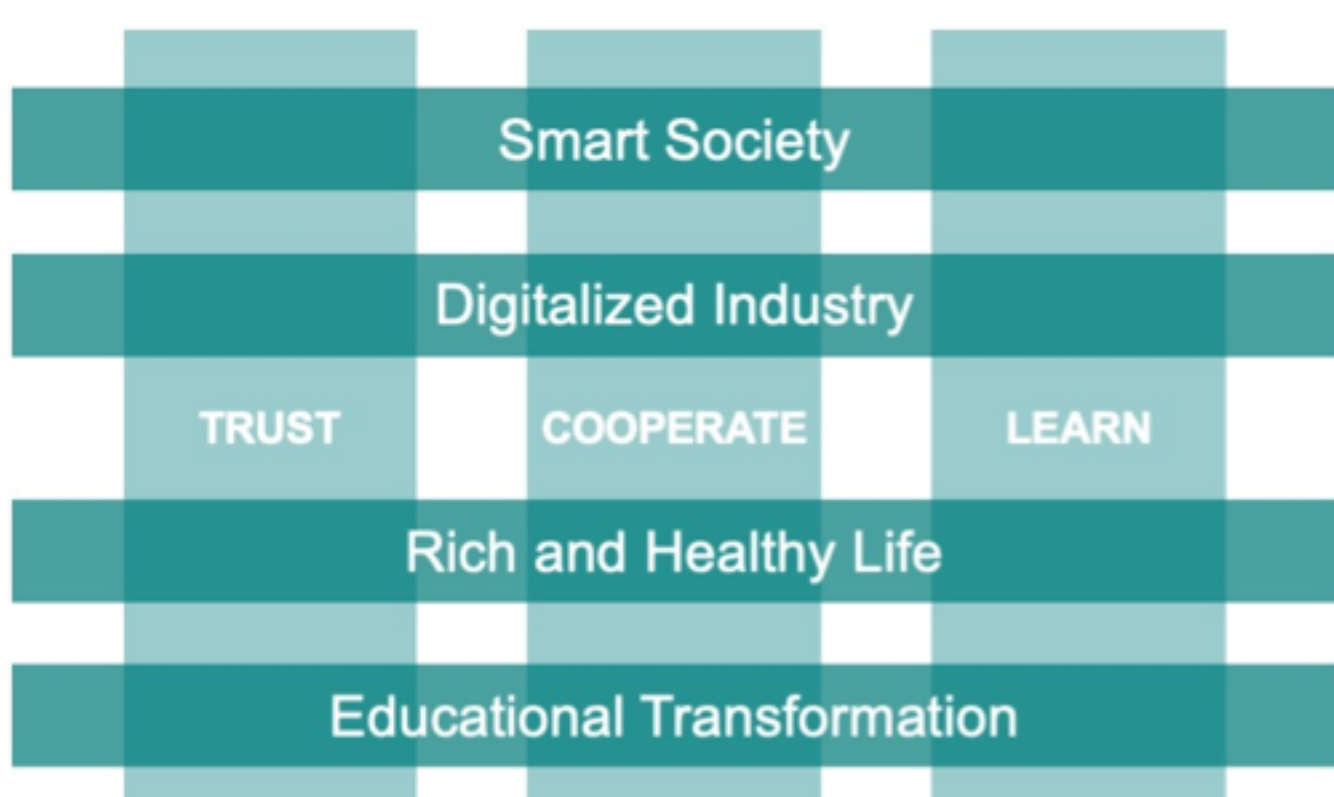 Smart Society
Digitalized Industry
TRUST COOPERATE LEARN
Rich and Healthy Life
Educational Transformation